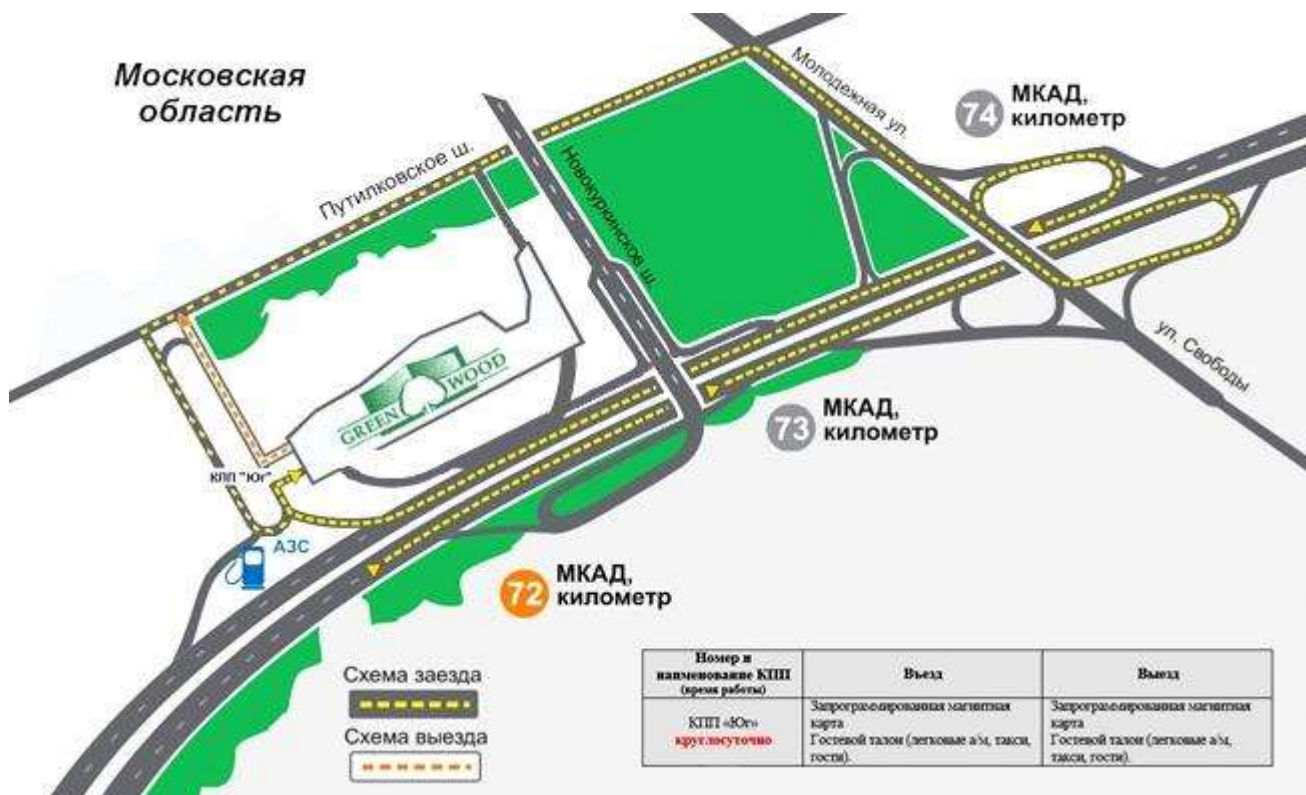 Московская
область
Молодежная ул.
74
МКАД,
километр
Путилковское ш.
Новокуркинское ш.
GREEN WOOD
ул. Свободы
73
МКАД,
километр
КПП "Юг"
АЗС
72
МКАД,
километр
Схема заезда
Схема выезда
Номер и
наименование КПП
(время работы)
Въезд
Выезд
КПП «Юг»
круглосуточно
Запрограммированная магнитная
карта
Гостевой талон (легковые а/м, такси,
гости).
Запрограммированная магнитная
карта
Гостевой талон (легковые а/м,
такси, гости).